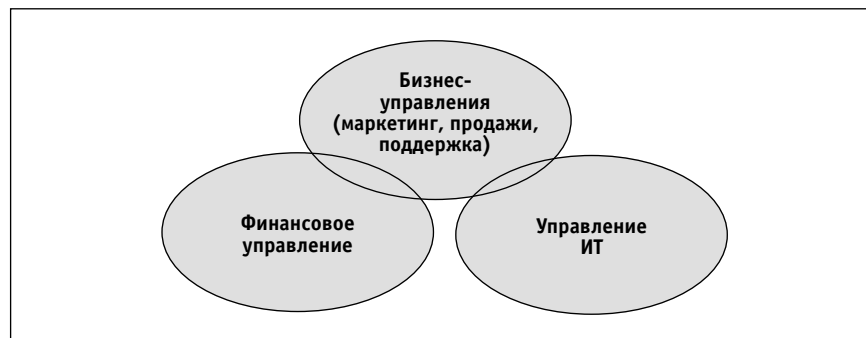 Бизнес-
управления
(маркетинг, продажи,
поддержка)
Финансовое
управление
Управление
ИТ